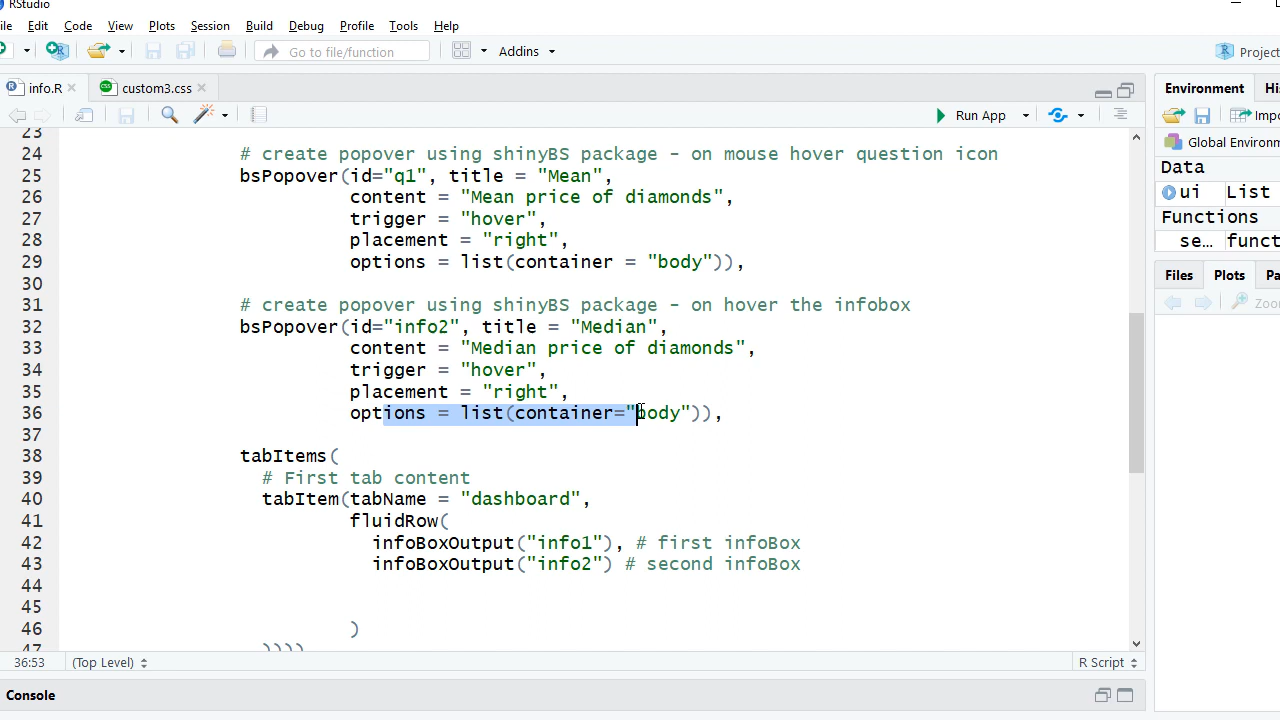 RStudio
ile Edit Code View Plots Session Build Debug Profile Tools Help
Go to file/function Addins Project
info.R custom3.css
Run App
23
24 # create popover using shinyBS package - on mouse hover question icon
25 bsPopover(id="q1", title = "Mean",
26 content = "Mean price of diamonds",
27 trigger = "hover",
28 placement = "right",
29 options = list(container = "body")),
30
31 # create popover using shinyBS package - on hover the infobox
32 bsPopover(id="info2", title = "Median",
33 content = "Median price of diamonds",
34 trigger = "hover",
35 placement = "right",
36 options = list(container="body")),
37
38 tabItems(
39 # First tab content
40 tabItem(tabName = "dashboard",
41 fluidRow(
42 infoBoxOutput("info1"), # first infoBox
43 infoBoxOutput("info2") # second infoBox
44
45
46 )
47 ))))
36:53 (Top Level) R Script
Console
Environment His
Impo
Global Environm
Data
ui List
Functions
se… funct
Files Plots Pa
Zoo